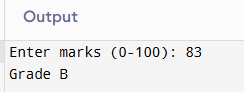 Output
Enter marks (0-100): 83
Grade B